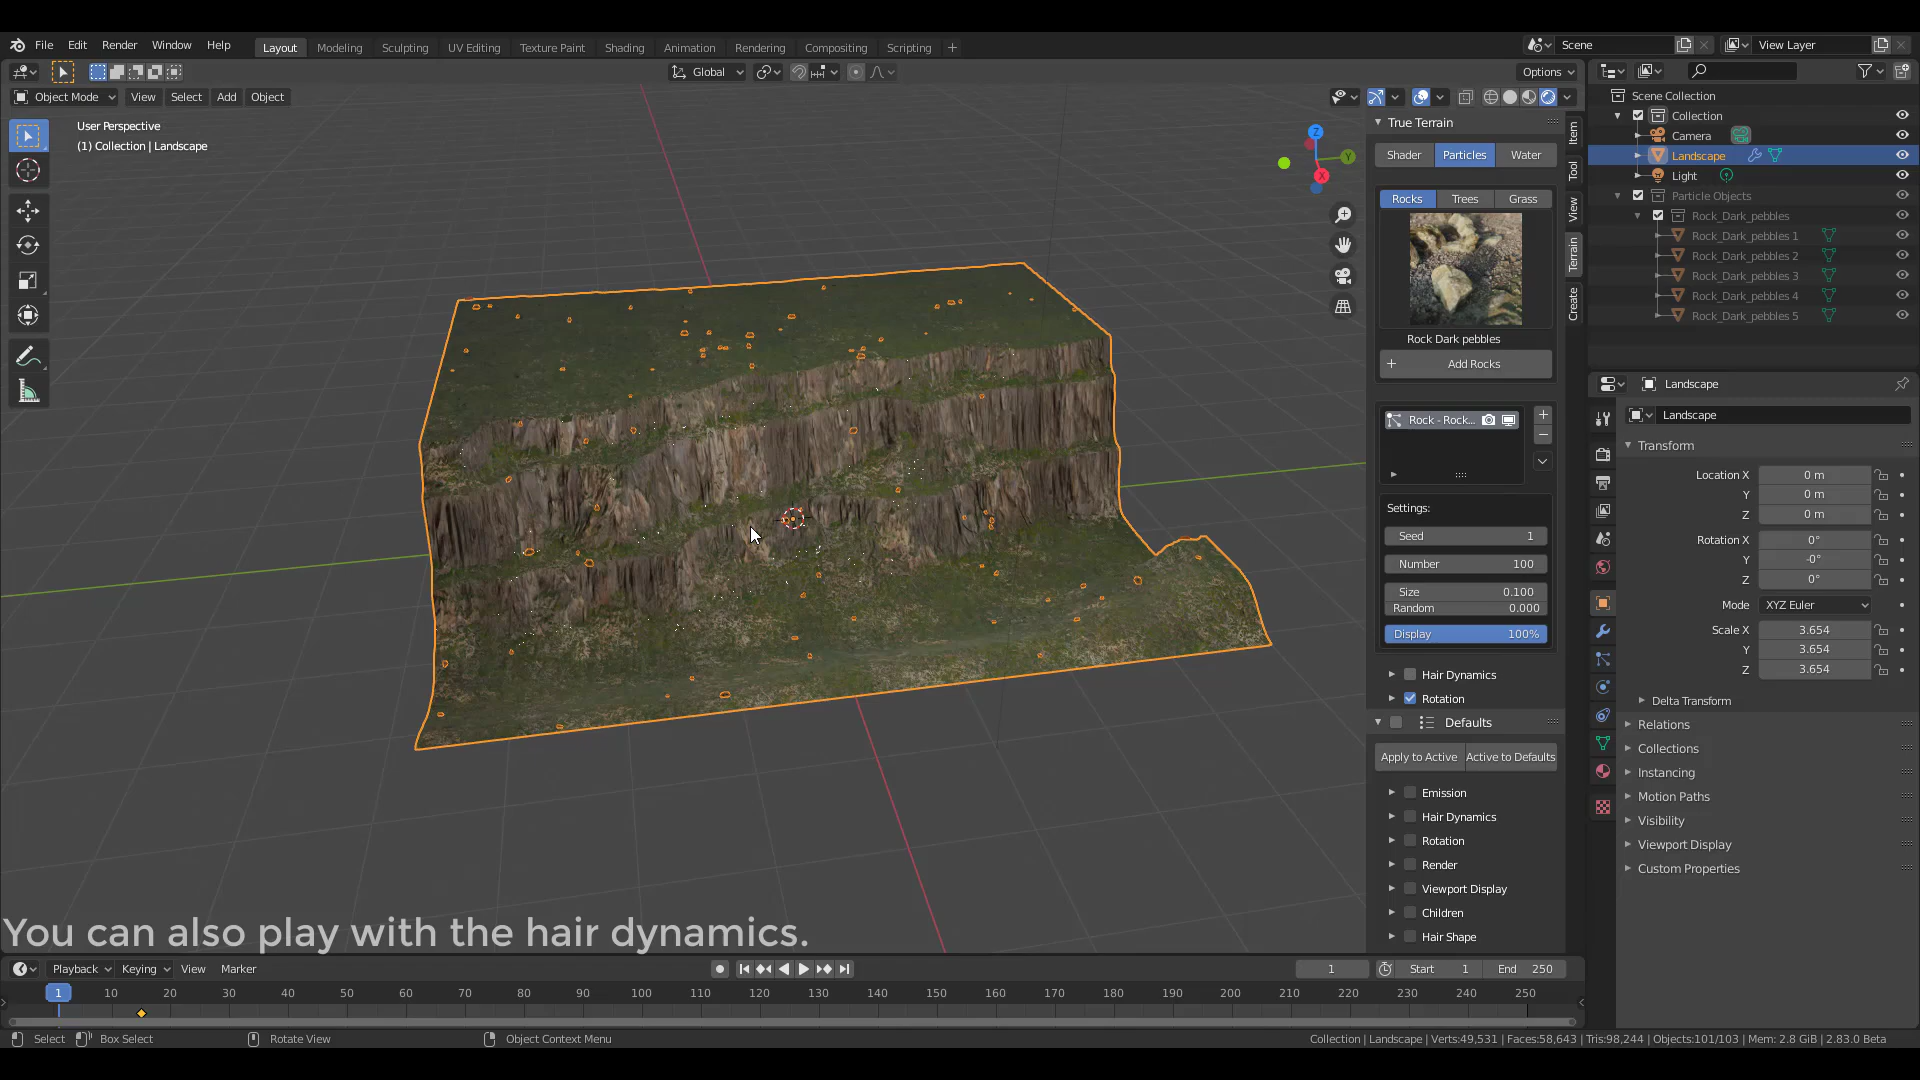 File Edit Render Window Help Layout Modeling Sculpting UV Editing Texture Paint Shading Animation Rendering Compositing Scripting + Scene View Layer
Global Options
Object Mode View Select Add Object
User Perspective
(1) Collection | Landscape
Z
Y
X
True Terrain
Shader Particles Water
Rocks Trees Grass
Rock Dark pebbles
+ Add Rocks
Rock - Rock...
Settings:
Seed 1
Number 100
Size 0.100
Random 0.000
Display 100%
Hair Dynamics
Rotation
Defaults
Apply to Active Active to Defaults
Emission
Hair Dynamics
Rotation
Render
Viewport Display
Children
Hair Shape
Item
Tool
View
Terrain
Create
Scene Collection
Collection
Camera
Landscape
Light
Particle Objects
Rock_Dark_pebbles
Rock_Dark_pebbles 1
Rock_Dark_pebbles 2
Rock_Dark_pebbles 3
Rock_Dark_pebbles 4
Rock_Dark_pebbles 5
Landscape
Landscape
Transform
Location X 0 m
Y 0 m
Z 0 m
Rotation X 0°
Y -0°
Z 0°
Mode XYZ Euler
Scale X 3.654
Y 3.654
Z 3.654
Delta Transform
Relations
Collections
Instancing
Motion Paths
Visibility
Viewport Display
Custom Properties
You can also play with the hair dynamics.
Playback Keying View Marker 1 Start 1 End 250
1 10 20 30 40 50 60 70 80 90 100 110 120 130 140 150 160 170 180 190 200 210 220 230 240 250
Select Box Select Rotate View Object Context Menu Collection | Landscape | Verts:49,531 | Faces:58,643 | Tris:98,244 | Objects:101/103 | Mem: 2.8 GiB | 2.83.0 Beta